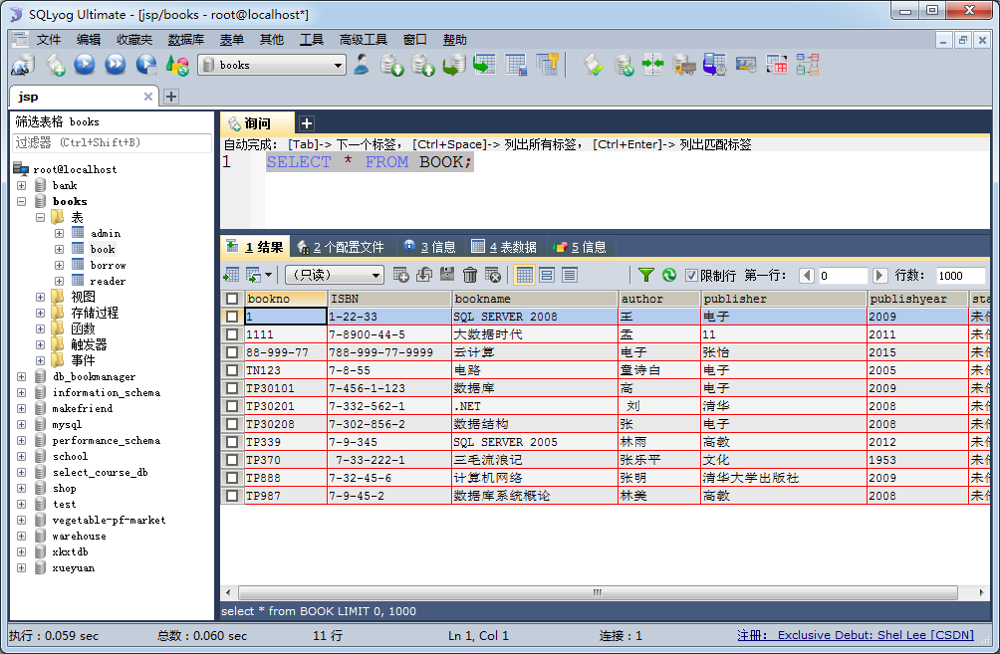 SQLyog Ultimate - [jsp/books - root@localhost*]
文件 编辑 收藏夹 数据库 表单 其他 工具 高级工具 窗口 帮助
books
jsp
筛选表格 books
过滤器 (Ctrl+Shift+B)
root@localhost
bank
books
表
admin
book
borrow
reader
视图
存储过程
函数
触发器
事件
db_bookmanager
information_schema
makefriend
mysql
performance_schema
school
select_course_db
shop
test
vegetable-pf-market
warehouse
xkxtdb
xueyuan
询问
自动完成: [Tab]-> 下一个标签, [Ctrl+Space]-> 列出所有标签, [Ctrl+Enter]-> 列出匹配标签
1 SELECT * FROM BOOK;
1 结果 2 个配置文件 3 信息 4 表数据 5 信息
(只读) 限制行 第一行: 0 行数: 1000
bookno ISBN bookname author publisher publishyear sta
1 1-22-33 SQL SERVER 2008 王 电子 2009 未
1111 7-8900-44-5 大数据时代 孟 11 2011 未
88-999-77 788-999-77-9999 云计算 电子 张怡 2015 未
TN123 7-8-55 电路 童诗白 电子 2005 未
TP30101 7-456-1-123 数据库 高 电子 2009 未
TP30201 7-332-562-1 .NET 刘 清华 2008 未
TP30208 7-302-856-2 数据结构 张 电子 2008 未
TP339 7-9-345 SQL SERVER 2005 林雨 高教 2012 未
TP370 7-33-222-1 三毛流浪记 张乐平 文化 1953 未
TP888 7-32-45-6 计算机网络 张明 清华大学出版社 2009 未
TP987 7-9-45-2 数据库系统概论 林美 高教 2008 未
select * from BOOK LIMIT 0, 1000
执行 : 0.059 sec 总数 : 0.060 sec 11 行 Ln 1, Col 1 连接 : 1 注册: Exclusive Debut: Shel Lee [CSDN]